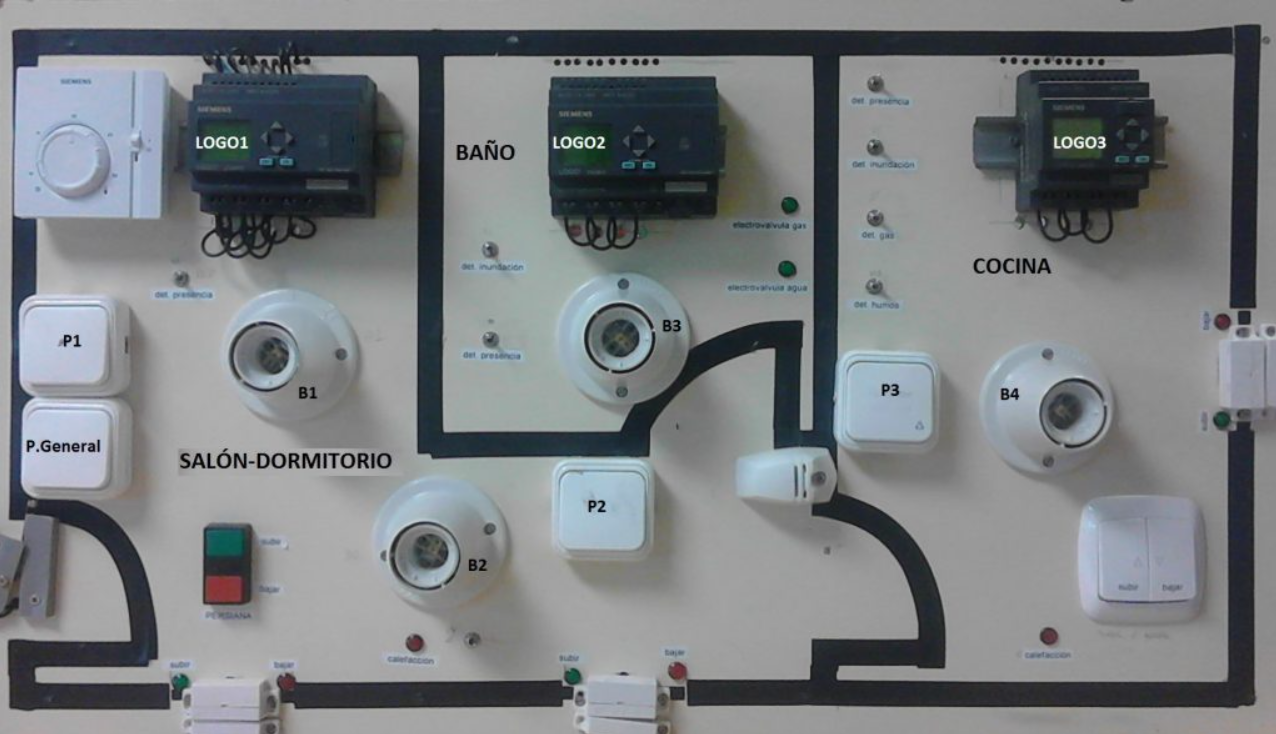 SIEMENS
LOGO1
SIEMENS
det. presencia
P1
P.General
B1
SALÓN-DORMITORIO
B2
subir
bajar
PERSIANA
calefacción
subir
bajar
subir
bajar
BAÑO
SIEMENS
LOGO2
electroválvula gas
electroválvula agua
det. inundación
det. presencia
B3
P2
det. presencia
det. inundación
det. gas
det. humos
SIEMENS
LOGO3
COCINA
P3
B4
bajar
subir
subir
bajar
calefacción